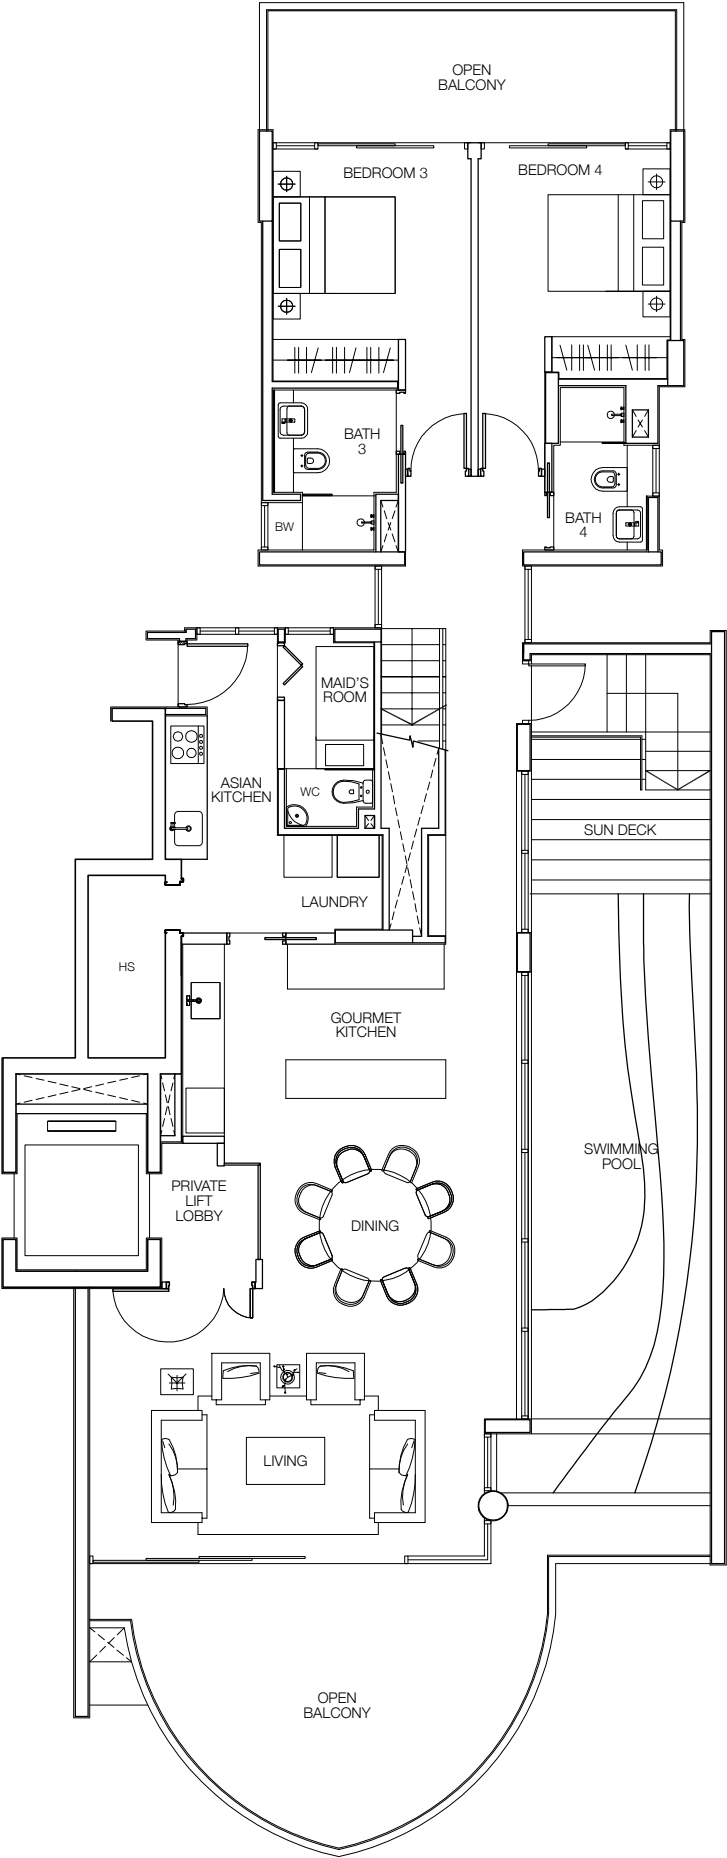 OPEN
BALCONY
BEDROOM 3
BEDROOM 4
BATH
3
BW
BATH
4
MAID'S
ROOM
ASIAN
KITCHEN
WC
SUN DECK
LAUNDRY
HS
GOURMET
KITCHEN
SWIMMING
POOL
PRIVATE
LIFT
LOBBY
DINING
LIVING
OPEN
BALCONY